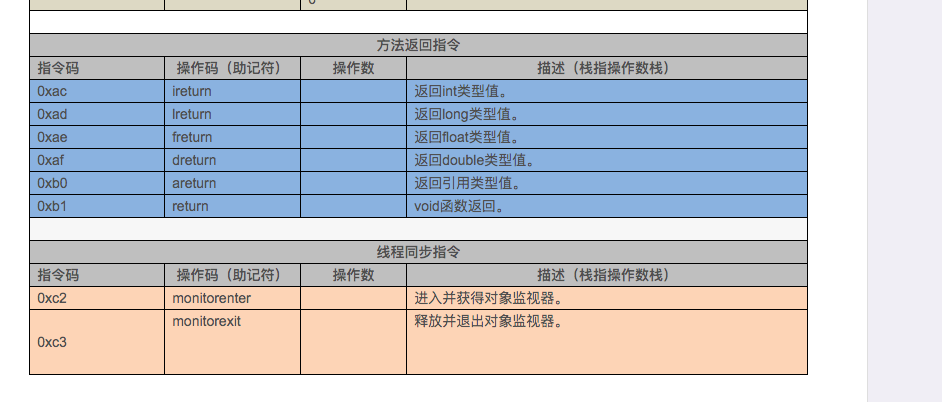 方法返回指令
指令码 操作码（助记符） 操作数 描述（栈指操作数栈）
0xac ireturn 返回int类型值。
0xad lreturn 返回long类型值。
0xae freturn 返回float类型值。
0xaf dreturn 返回double类型值。
0xb0 areturn 返回引用类型值。
0xb1 return void函数返回。
线程同步指令
指令码 操作码（助记符） 操作数 描述（栈指操作数栈）
0xc2 monitorenter 进入并获得对象监视器。
0xc3 monitorexit 释放并退出对象监视器。